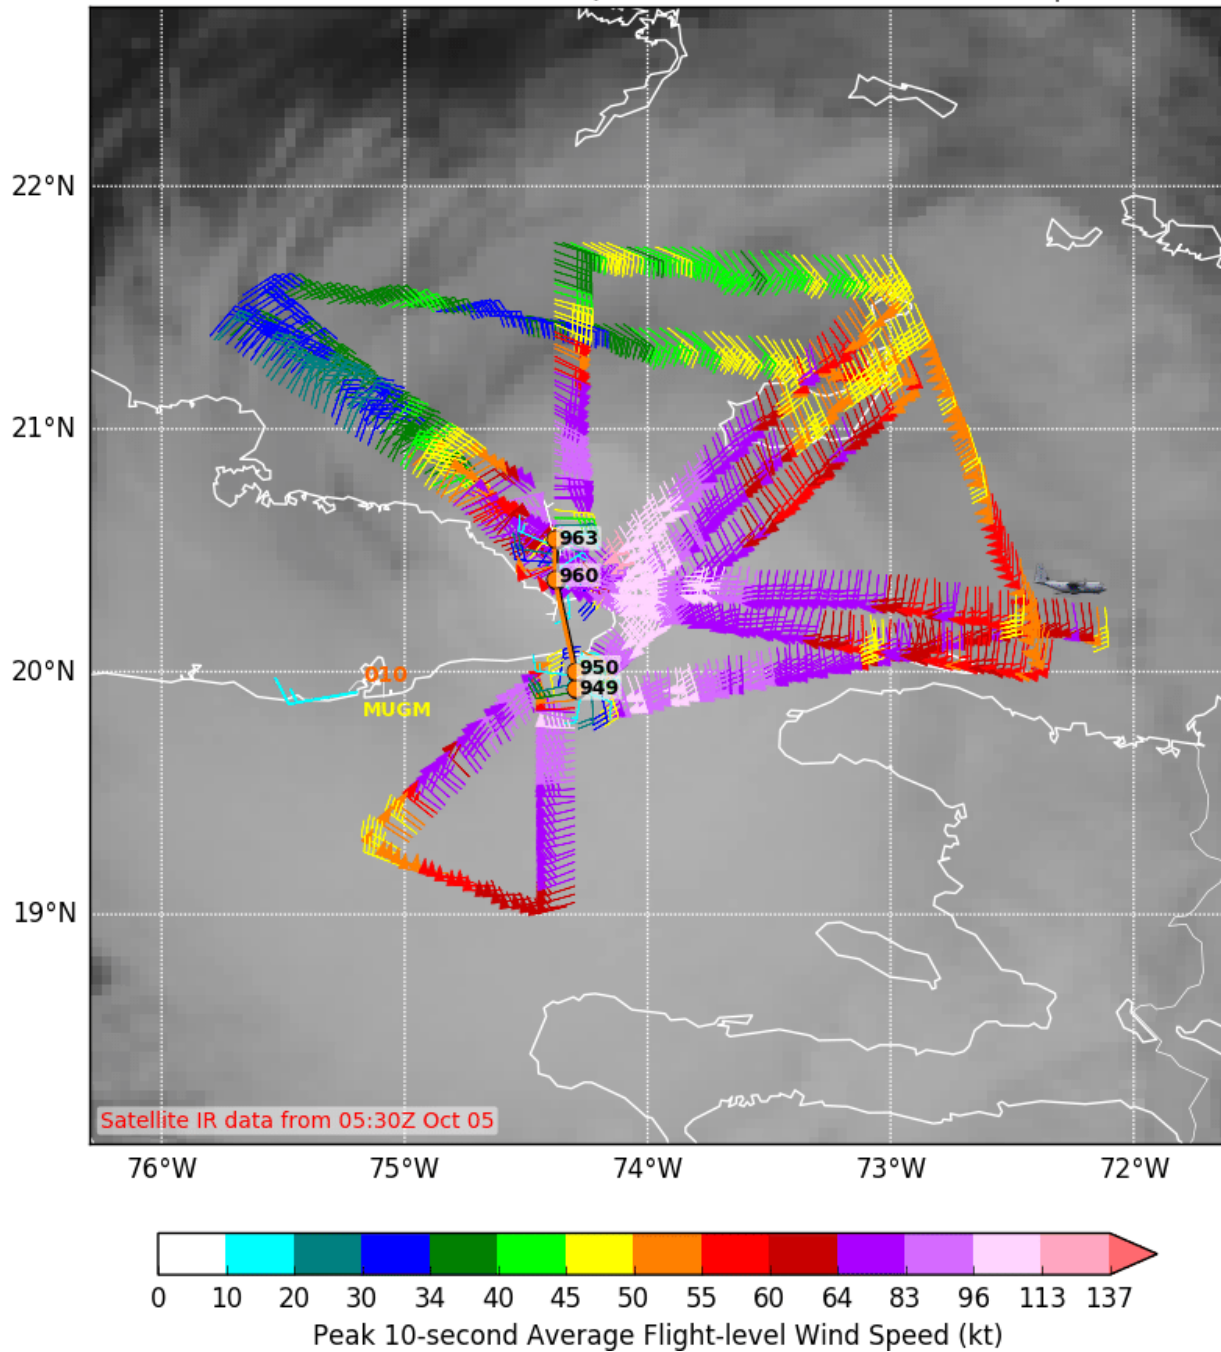 22°N
21°N
963
960
20°N
950
010
949
MUGM
19°N
Satellite IR data from 05:30Z Oct 05
76°W 75°W 74°W 73°W 72°W
0 10 20 30 34 40 45 50 55 60 64 83 96 113 137
Peak 10-second Average Flight-level Wind Speed (kt)